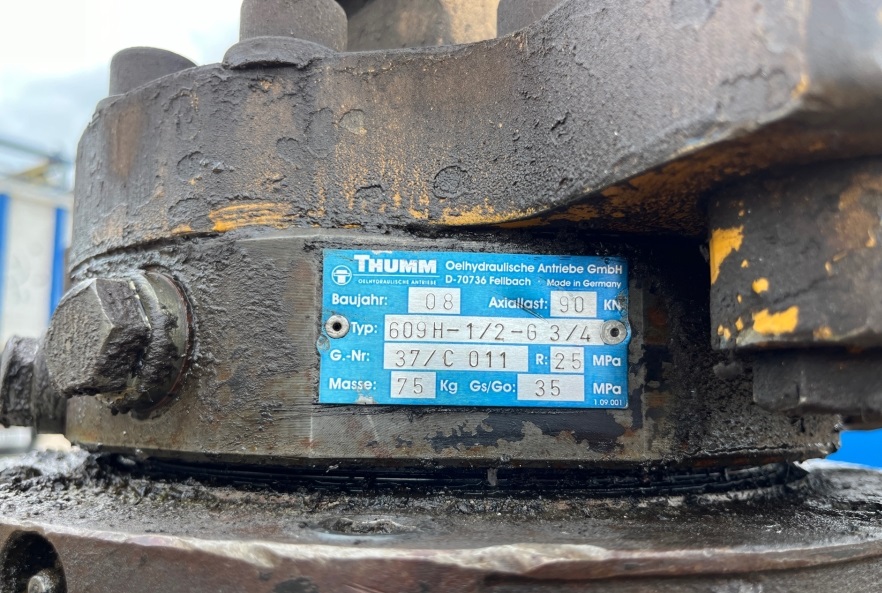 THUMM Oelhydraulische Antriebe GmbH
OELHYDRAULISCHE ANTRIEBE D-70736 Fellbach Made in Germany
Baujahr: 08 Axiallast: 90 KN
Typ: 609H-1/2-G 3/4
G.-Nr: 37/C 011 R: 25 MPa
Masse: 75 Kg Gs/Go: 35 MPa
1 09 001